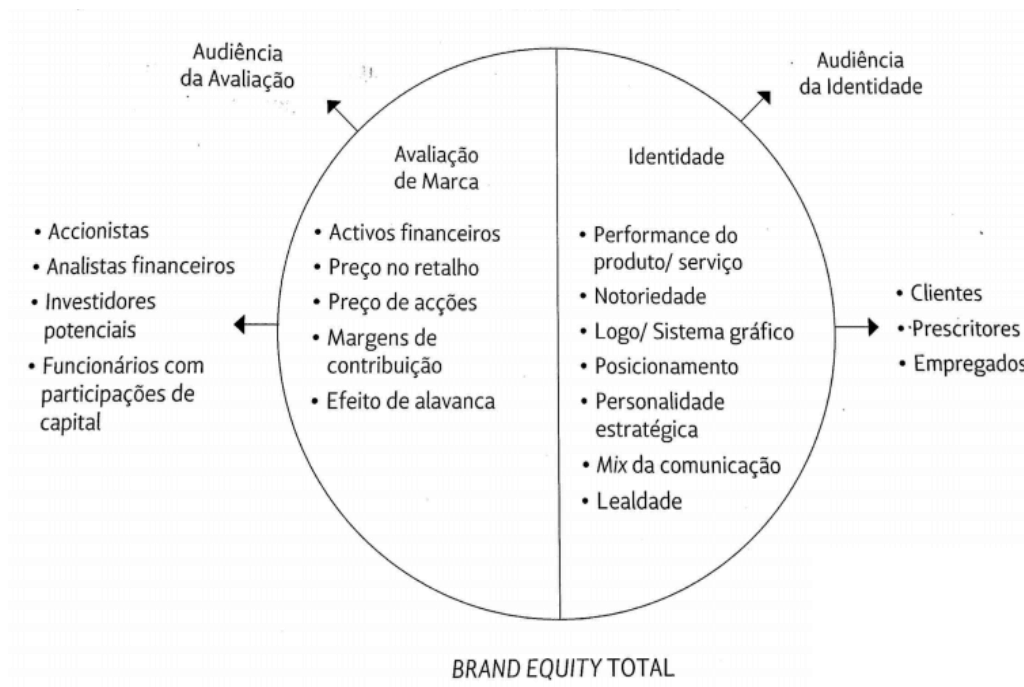 Audiência
da Avaliação
Audiência
da Identidade
Avaliação
de Marca
Identidade
• Accionistas
• Analistas financeiros
• Investidores
potenciais
• Funcionários com
participações de
capital
• Activos financeiros
• Preço no retalho
• Preço de acções
• Margens de
contribuição
• Efeito de alavanca
• Performance do
produto/ serviço
• Notoriedade
• Logo/ Sistema gráfico
• Posicionamento
• Personalidade
estratégica
• Mix da comunicação
• Lealdade
• Clientes
• Prescritores
• Empregados
BRAND EQUITY TOTAL